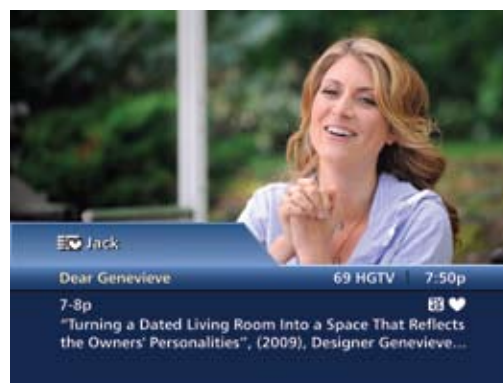 Jack
Dear Genevieve 69 HGTV 7:50p
7-8p
"Turning a Dated Living Room Into a Space That Reflects
the Owners' Personalities", (2009), Designer Genevieve...